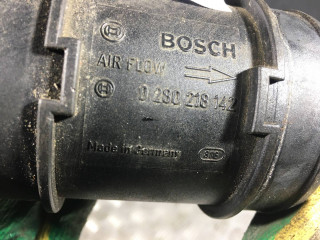 BOSCH
AIR FLOW
0 280 218 142
Made in Germany